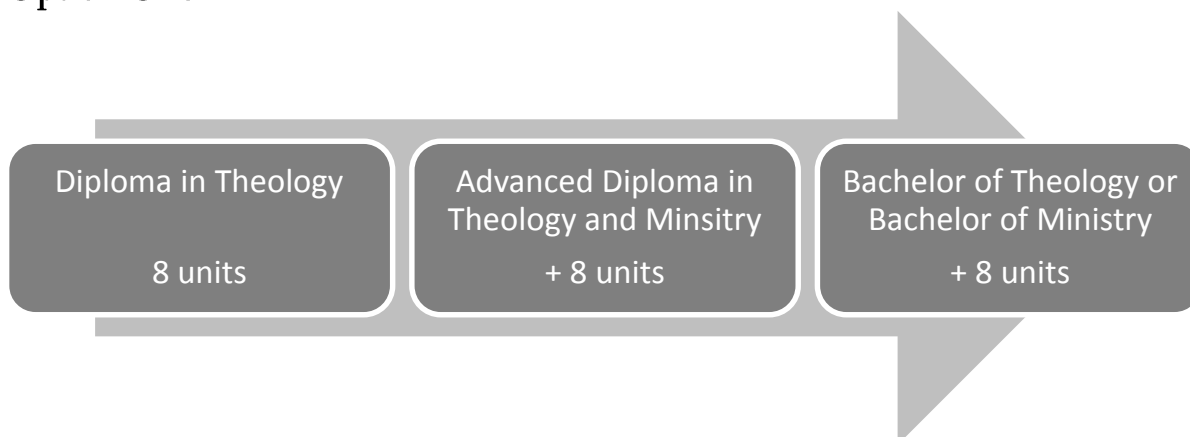 Diploma in Theology
8 units
Advanced Diploma in
Theology and Minsitry
+ 8 units
Bachelor of Theology or
Bachelor of Ministry
+ 8 units